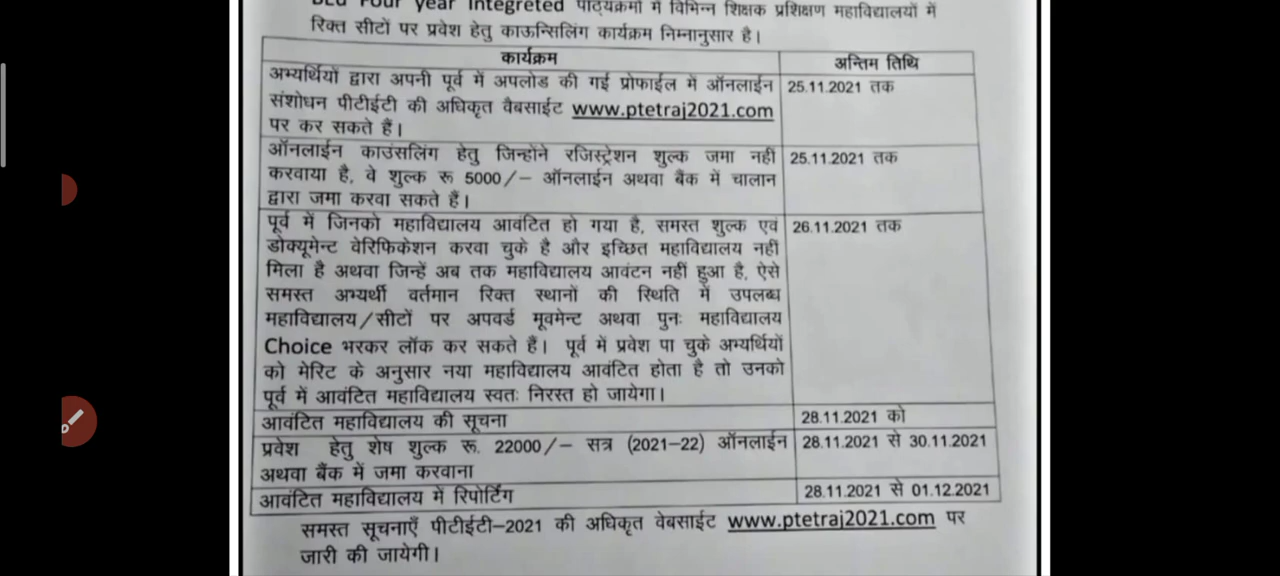 BEd Four year Integreted पाठ्यक्रमों में विभिन्न शिक्षक प्रशिक्षण महाविद्यालयों में
रिक्त सीटों पर प्रवेश हेतु काऊन्सिलिंग कार्यक्रम निम्नानुसार है।
कार्यक्रम अन्तिम तिथि
अभ्यर्थियों द्वारा अपनी पूर्व में अपलोड की गई प्रोफाईल में ऑनलाईन 25.11.2021 तक
संशोधन पीटीईटी की अधिकृत वैबसाईट www.ptetraj2021.com
पर कर सकते हैं।
ऑनलाईन काउंसलिंग हेतु जिन्होने रजिस्ट्रेशन शुल्क जमा नहीं 25.11.2021 तक
करवाया है, वे शुल्क रू 5000/– ऑनलाईन अथवा बैंक में चालान
द्वारा जमा करवा सकते हैं।
पूर्व में जिनको महाविद्यालय आवंटित हो गया है, समस्त शुल्क एवं 26.11.2021 तक
डोक्यूमेन्ट वेरिफिकेशन करवा चुके है और इच्छित महाविद्यालय नहीं
मिला है अथवा जिन्हें अब तक महाविद्यालय आवंटन नहीं हुआ है, ऐसे
समस्त अभ्यर्थी वर्तमान रिक्त स्थानों की स्थिति में उपलब्ध
महाविद्यालय/सीटों पर अपवर्ड मूवमेन्ट अथवा पुनः महाविद्यालय
Choice भरकर लॉक कर सकते हैं। पूर्व में प्रवेश पा चुके अभ्यर्थियों
को मेरिट के अनुसार नया महाविद्यालय आवंटित होता है तो उनको
पूर्व में आवंटित महाविद्यालय स्वतः निरस्त हो जायेगा।
आवंटित महाविद्यालय की सूचना 28.11.2021 को
प्रवेश हेतु शेष शुल्क रू. 22000/– सत्र (2021–22) ऑनलाईन 28.11.2021 से 30.11.2021
अथवा बैंक में जमा करवाना
आवंटित महाविद्यालय में रिपोर्टिंग 28.11.2021 से 01.12.2021
समस्त सूचनाएँ पीटीईटी–2021 की अधिकृत वेबसाईट www.ptetraj2021.com पर
जारी की जायेगी।